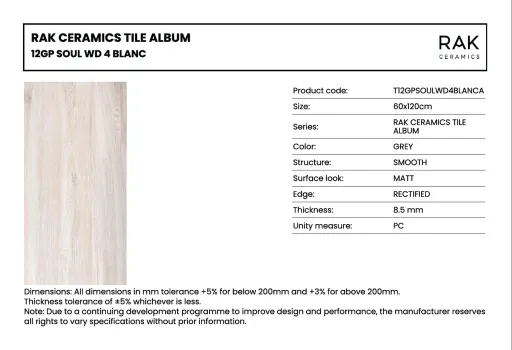 RAK CERAMICS TILE ALBUM
12GP SOUL WD 4 BLANC
RAK
CERAMICS
Product code: T12GPSOULWD4BLANCA
Size: 60x120cm
Series: RAK CERAMICS TILE
ALBUM
Color: GREY
Structure: SMOOTH
Surface look: MATT
Edge: RECTIFIED
Thickness: 8.5 mm
Unity measure: PC
Dimensions: All dimensions in mm tolerance +5% for below 200mm and +3% for above 200mm.
Thickness tolerance of ±5% whichever is less.
Note: Due to a continuing development programme to improve design and performance, the manufacturer reserves
all rights to vary specifications without prior information.